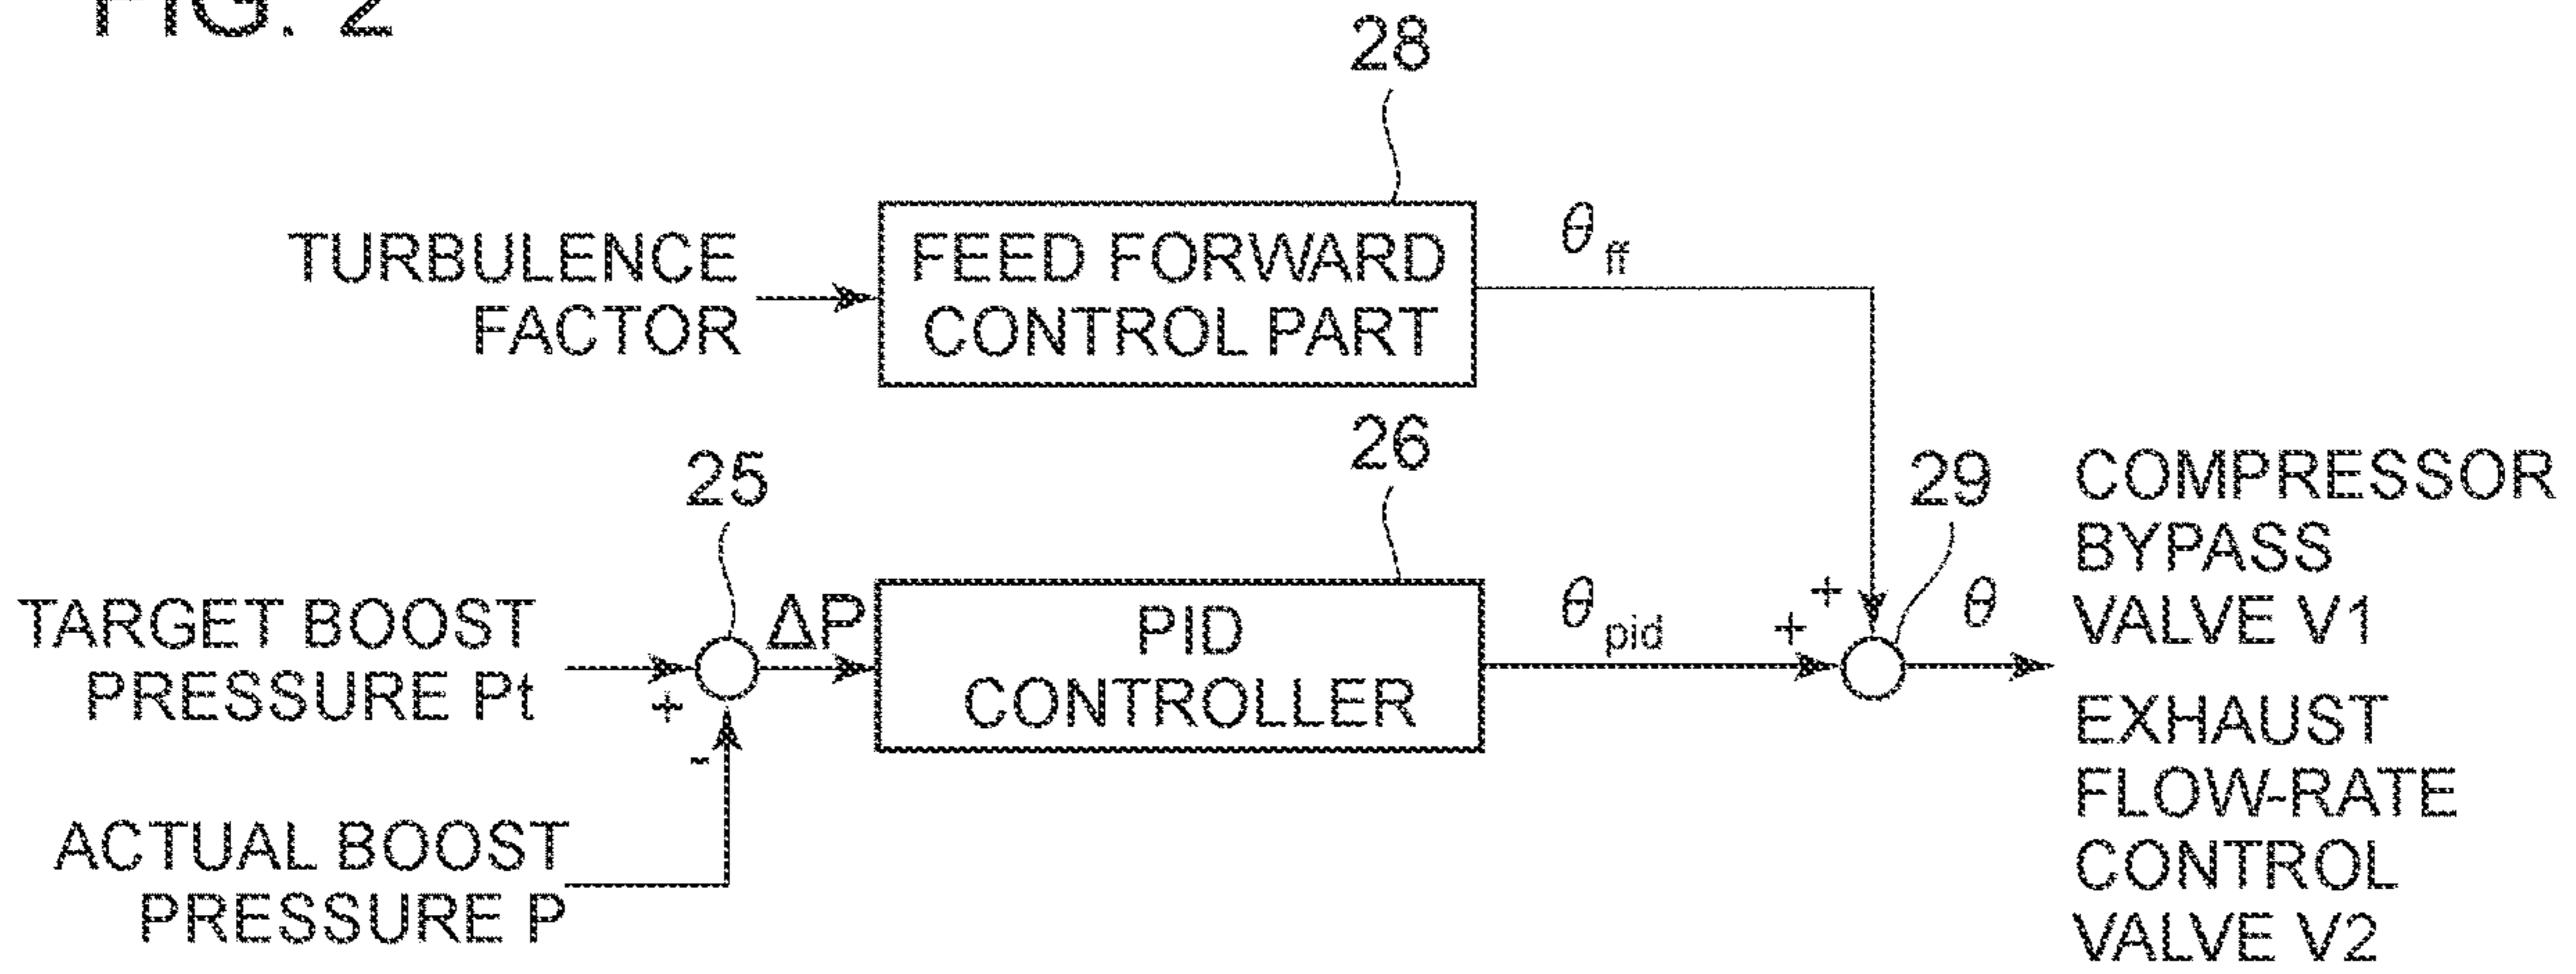 FIG. 2
28
TURBULENCE
FACTOR
FEED FORWARD
CONTROL PART
θff
25
26
29
TARGET BOOST
PRESSURE Pt
+
-
ΔP
PID
CONTROLLER
θpid
+
+
θ
COMPRESSOR
BYPASS
VALVE V1
EXHAUST
FLOW-RATE
CONTROL
VALVE V2
ACTUAL BOOST
PRESSURE P